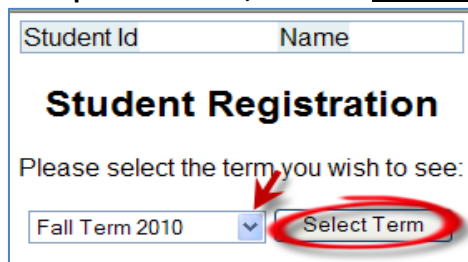 Student Id Name
Student Registration
Please select the term you wish to see:
Fall Term 2010 Select Term